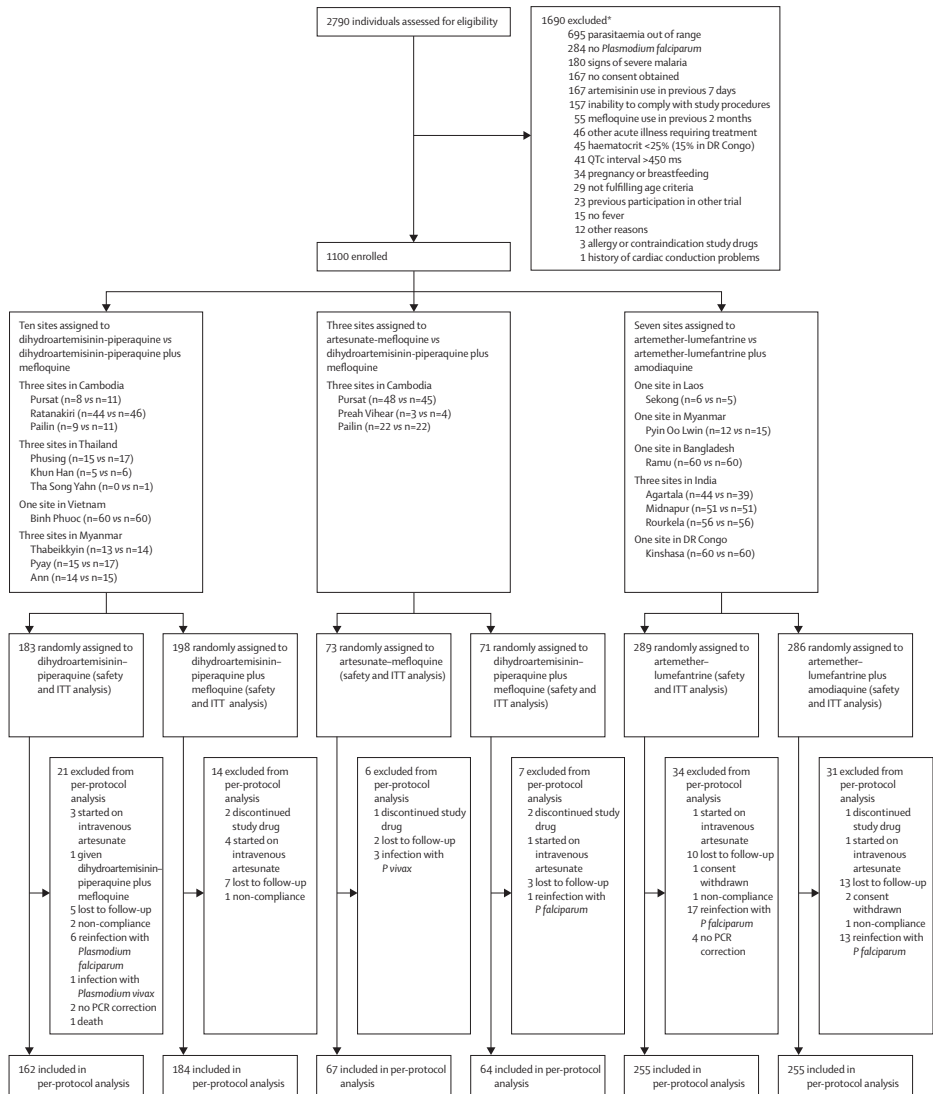 2790 individuals assessed for eligibility
1690 excluded*
695 parasitaemia out of range
284 no Plasmodium falciparum
180 signs of severe malaria
167 no consent obtained
167 artemisinin use in previous 7 days
157 inability to comply with study procedures
55 mefloquine use in previous 2 months
46 other acute illness requiring treatment
45 haematocrit <25% (15% in DR Congo)
41 QTc interval >450 ms
34 pregnancy or breastfeeding
29 not fulfilling age criteria
23 previous participation in other trial
15 no fever
12 other reasons
3 allergy or contraindication study drugs
1 history of cardiac conduction problems
1100 enrolled
Ten sites assigned to
dihydroartemisinin-piperaquine vs
dihydroartemisinin-piperaquine plus
mefloquine
Three sites in Cambodia
Pursat (n=8 vs n=11)
Ratanakiri (n=44 vs n=46)
Pailin (n=9 vs n=11)
Three sites in Thailand
Phusing (n=15 vs n=17)
Khun Han (n=5 vs n=6)
Tha Song Yahn (n=0 vs n=1)
One site in Vietnam
Binh Phuoc (n=60 vs n=60)
Three sites in Myanmar
Thabeikkyin (n=13 vs n=14)
Pyay (n=15 vs n=17)
Ann (n=14 vs n=15)
Three sites assigned to
artesunate-mefloquine vs
dihydroartemisinin-piperaquine plus
mefloquine
Three sites in Cambodia
Pursat (n=48 vs n=45)
Preah Vihear (n=3 vs n=4)
Pailin (n=22 vs n=22)
Seven sites assigned to
artemether-lumefantrine vs
artemether-lumefantrine plus
amodiaquine
One site in Laos
Sekong (n=6 vs n=5)
One site in Myanmar
Pyin Oo Lwin (n=12 vs n=15)
One site in Bangladesh
Ramu (n=60 vs n=60)
Three sites in India
Agartala (n=44 vs n=39)
Midnapur (n=51 vs n=51)
Rourkela (n=56 vs n=56)
One site in DR Congo
Kinshasa (n=60 vs n=60)
183 randomly assigned to
dihydroartemisinin–
piperaquine (safety
and ITT analysis)
198 randomly assigned to
dihydroartemisinin–
piperaquine plus
mefloquine (safety
and ITT analysis)
73 randomly assigned to
artesunate–mefloquine
(safety and ITT analysis)
71 randomly assigned to
dihydroartemisinin–
piperaquine plus
mefloquine (safety and
ITT analysis)
289 randomly assigned to
artemether–
lumefantrine (safety
and ITT analysis)
286 randomly assigned to
artemether–
lumefantrine plus
amodiaquine (safety
and ITT analysis)
21 excluded from
per-protocol
analysis
3 started on
intravenous
artesunate
1 given
dihydroartemisinin–
piperaquine plus
mefloquine
5 lost to follow-up
2 non-compliance
6 reinfection with
Plasmodium
falciparum
1 infection with
Plasmodium vivax
2 no PCR correction
1 death
14 excluded from
per-protocol
analysis
2 discontinued
study drug
4 started on
intravenous
artesunate
7 lost to follow-up
1 non-compliance
6 excluded from
per-protocol
analysis
1 discontinued study
drug
2 lost to follow-up
3 infection with
P vivax
7 excluded from
per-protocol
analysis
2 discontinued study
drug
1 started on
intravenous
artesunate
3 lost to follow-up
1 reinfection with
P falciparum
34 excluded from
per-protocol
analysis
1 started on
intravenous
artesunate
10 lost to follow-up
1 consent
withdrawn
1 non-compliance
17 reinfection with
P falciparum
4 no PCR
correction
31 excluded from
per-protocol
analysis
1 discontinued
study drug
1 started on
intravenous
artesunate
13 lost to follow-up
2 consent
withdrawn
1 non-compliance
13 reinfection with
P falciparum
162 included in
per-protocol analysis
184 included in
per-protocol analysis
67 included in per-protocol
analysis
64 included in per-protocol
analysis
255 included in
per-protocol analysis
255 included in
per-protocol analysis